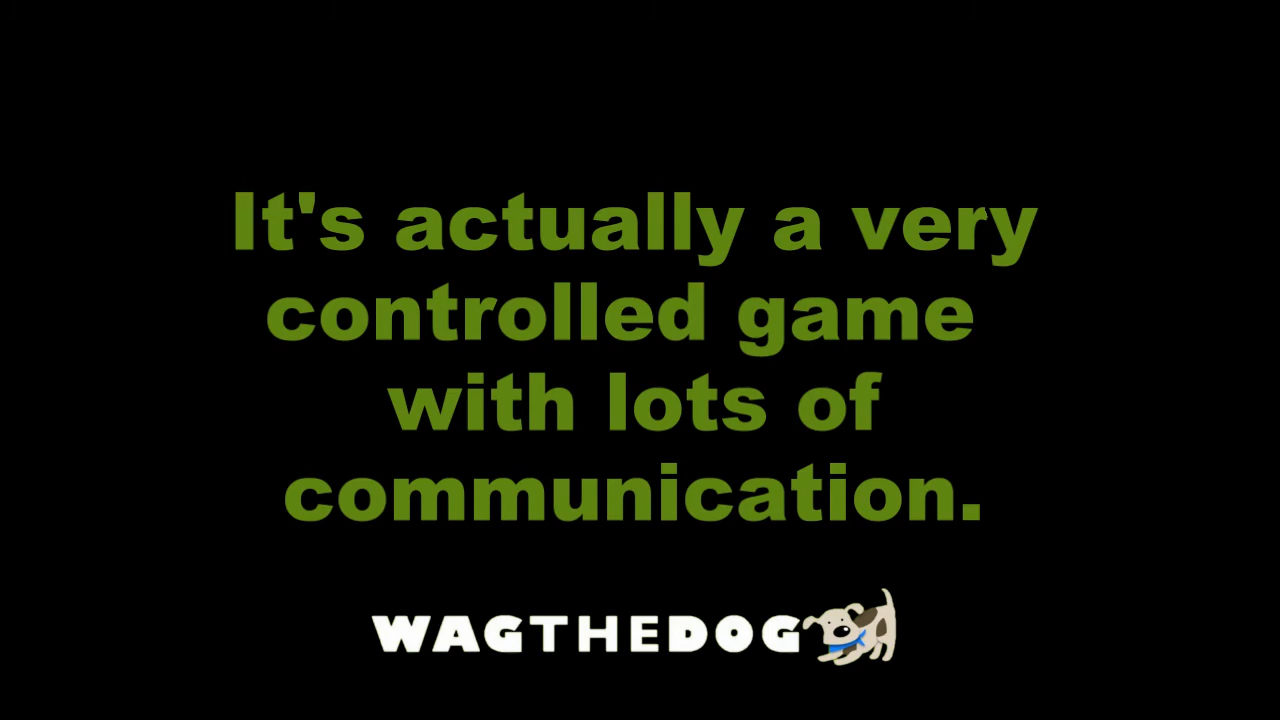 It's actually a very
controlled game
with lots of
communication.
WAGTHEDOG